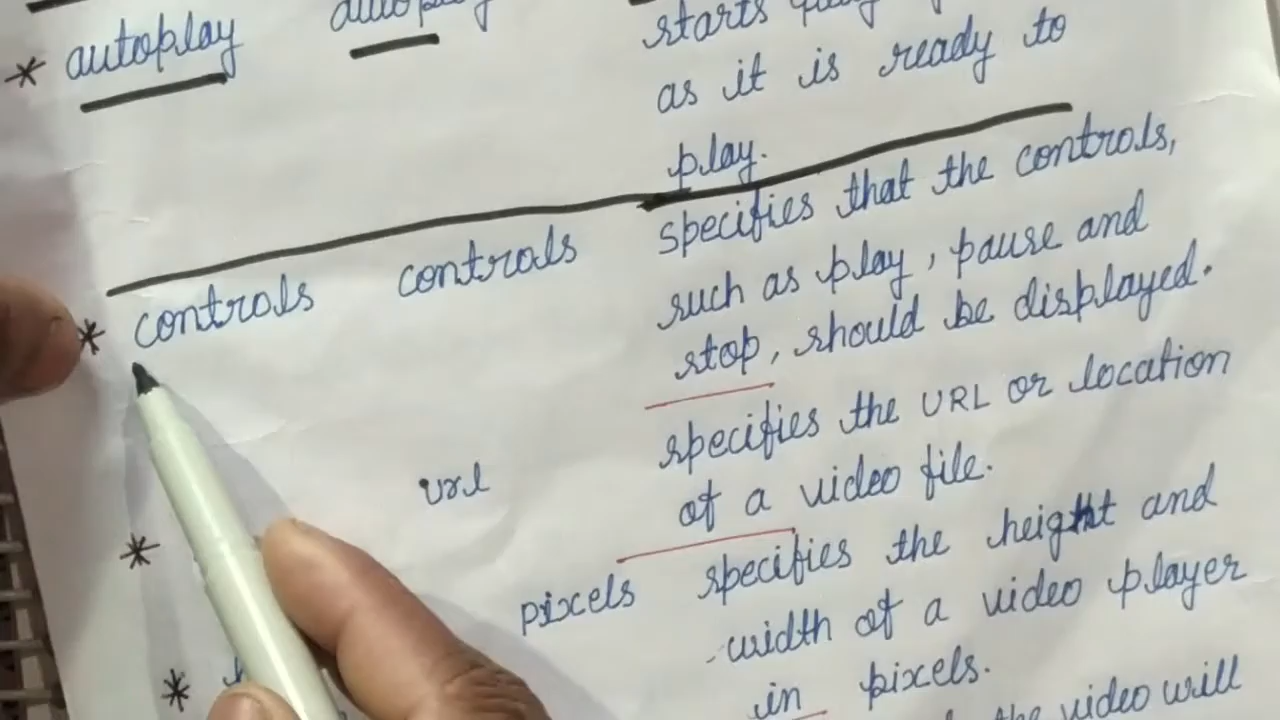 * autoplay autoplay starts
as it is ready to
play.
* controls controls specifies that the controls,
such as play, pause and
stop, should be displayed.
url specifies the URL or location
of a video file.
*
pixels specifies the height and
width of a video player
in pixels.
*
the video will